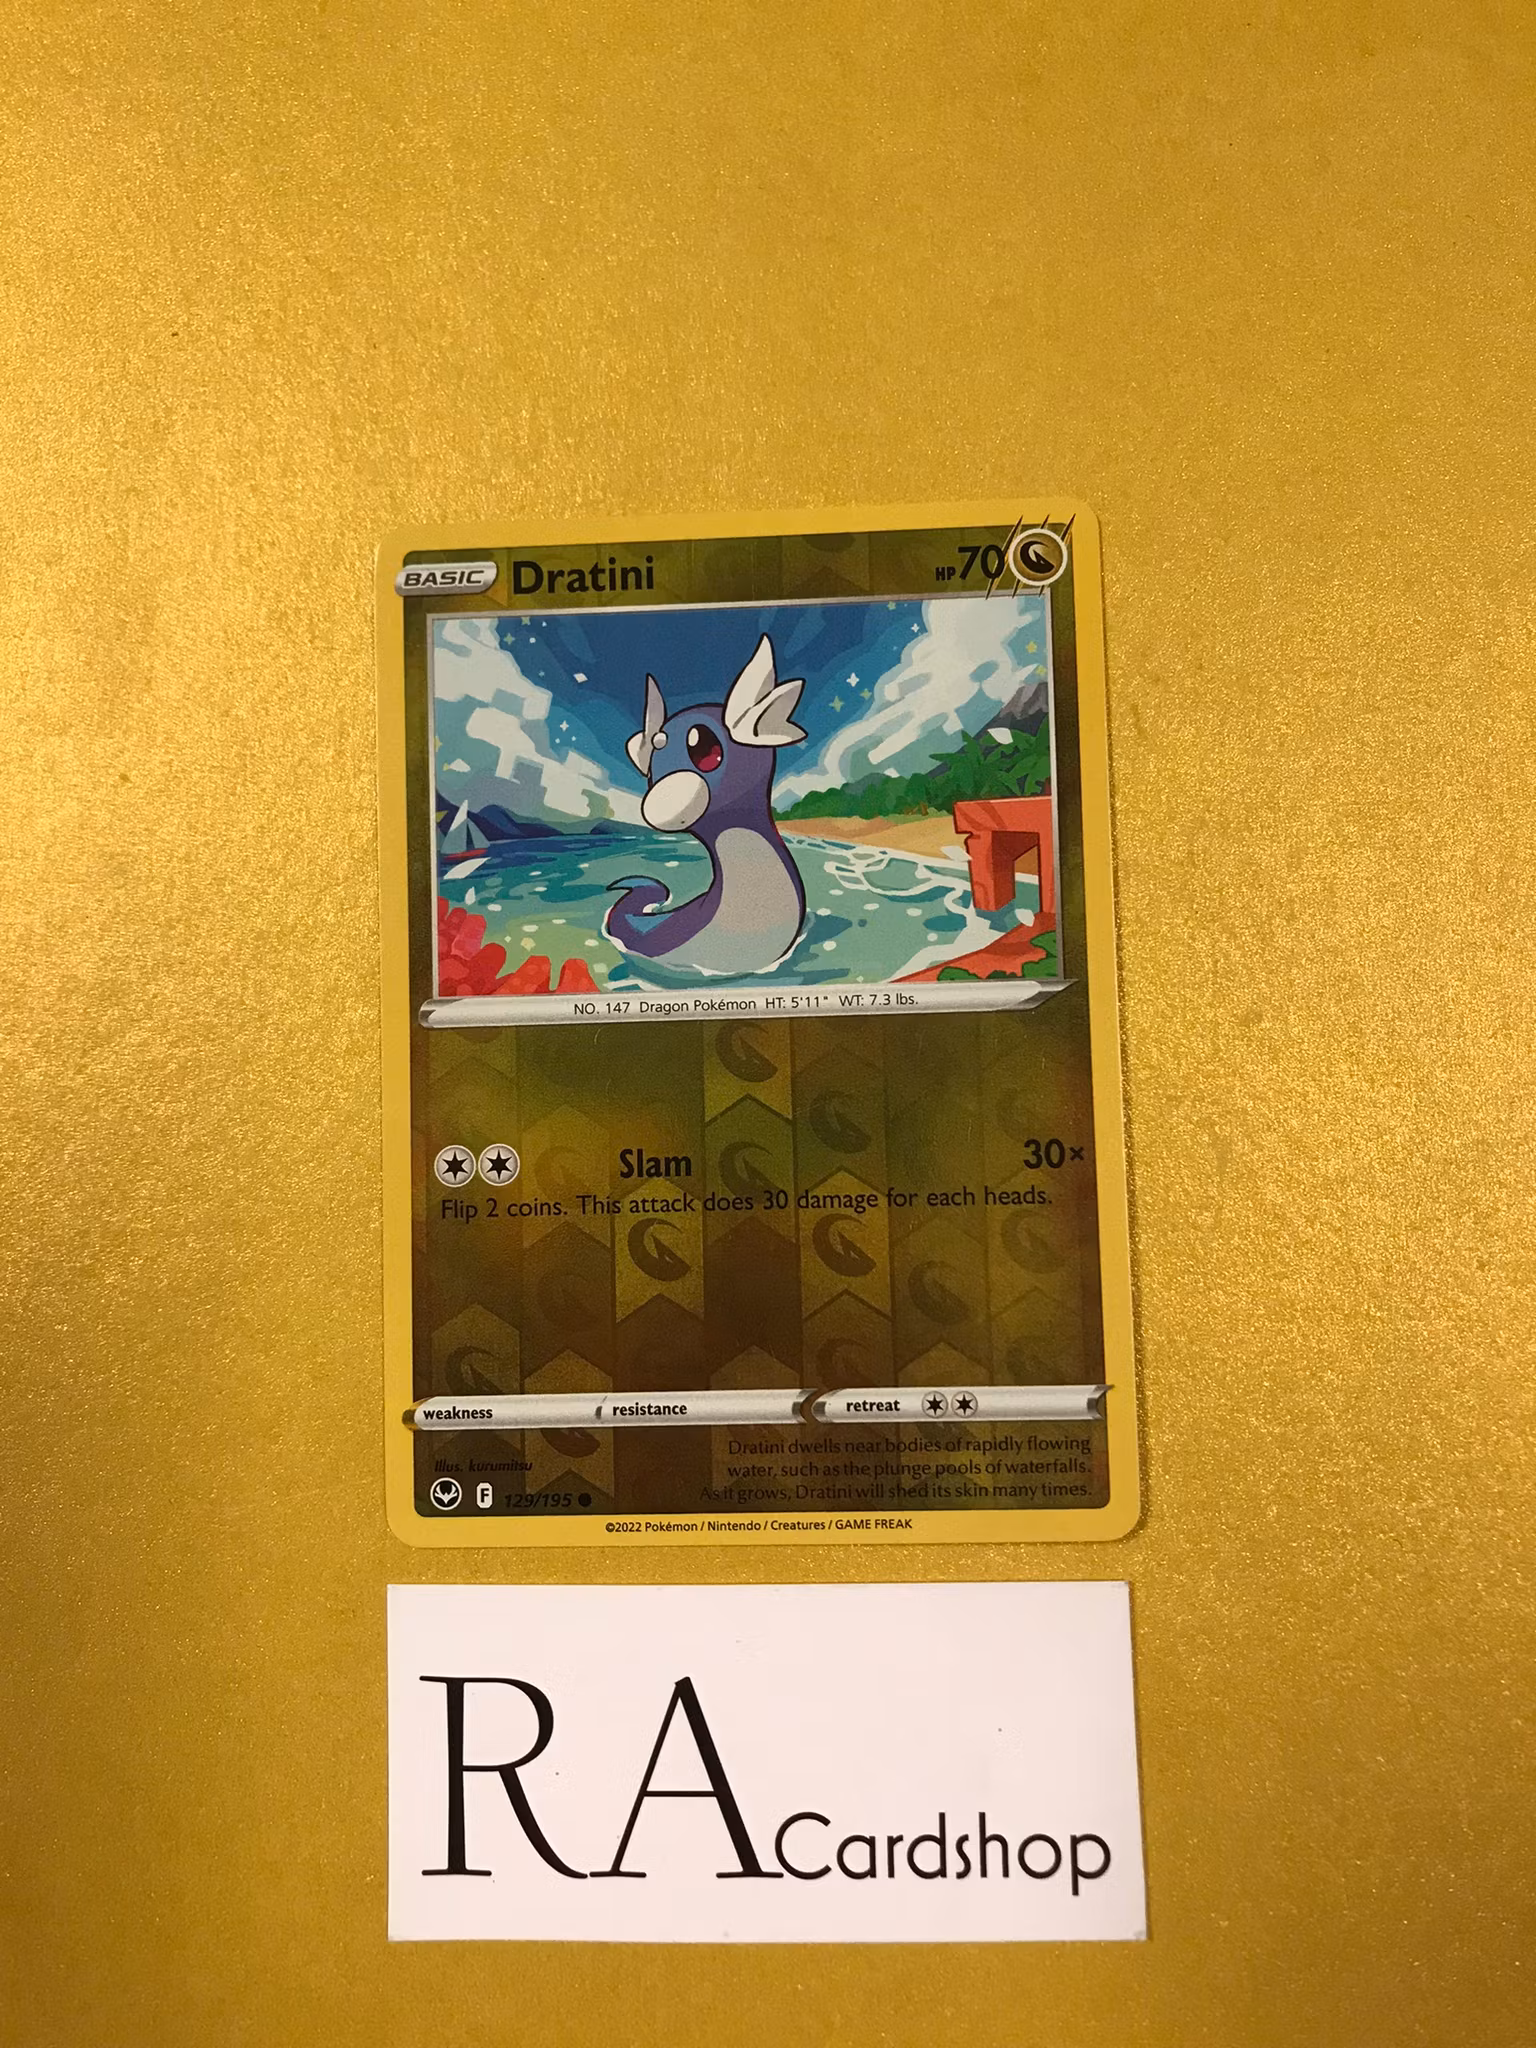 BASIC Dratini HP 70
NO. 147 Dragon Pokémon HT: 5'11" WT: 7.3 lbs.
Slam 30×
Flip 2 coins. This attack does 30 damage for each heads.
weakness resistance retreat
Dratini dwells near bodies of rapidly flowing
water, such as the plunge pools of waterfalls.
As it grows, Dratini will shed its skin many times.
Illus. kurumitsu
F 129/195
©2022 Pokémon / Nintendo / Creatures / GAME FREAK
RA Cardshop